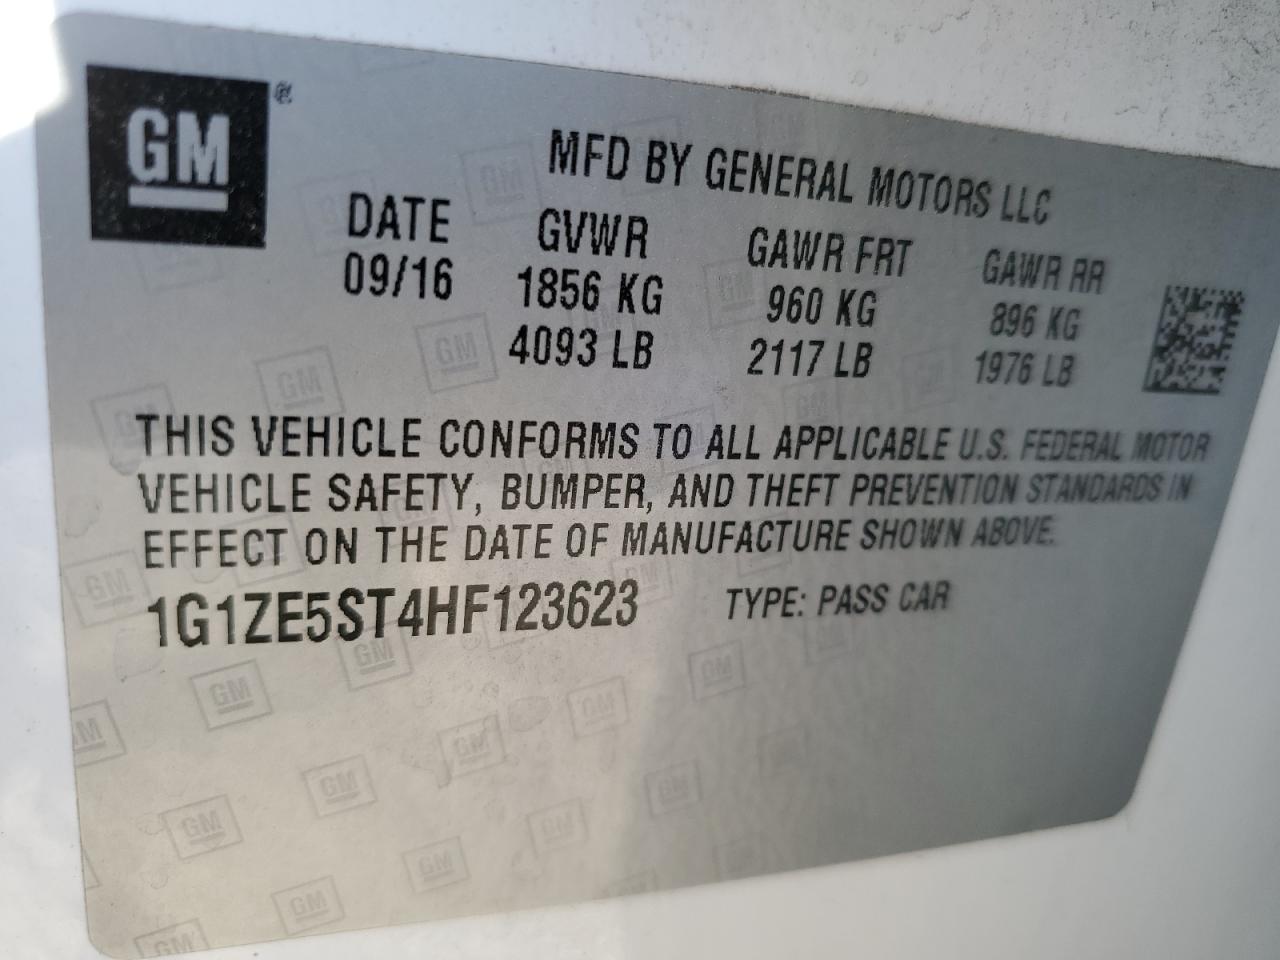 GM®
MFD BY GENERAL MOTORS LLC
DATE GVWR GAWR FRT GAWR RR
09/16 1856 KG 960 KG 896 KG
4093 LB 2117 LB 1976 LB
THIS VEHICLE CONFORMS TO ALL APPLICABLE U.S. FEDERAL MOTOR
VEHICLE SAFETY, BUMPER, AND THEFT PREVENTION STANDARDS IN
EFFECT ON THE DATE OF MANUFACTURE SHOWN ABOVE.
1G1ZE5ST4HF123623 TYPE: PASS CAR